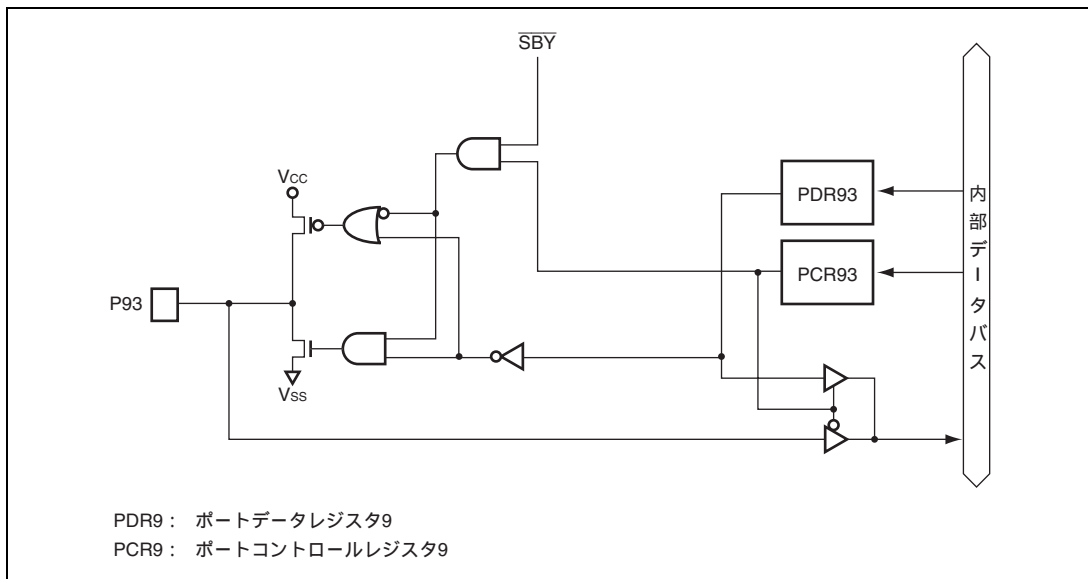 SBY
VCC
PDR93
PCR93
P93
VSS
内部データバス
PDR9： ポートデータレジスタ9
PCR9： ポートコントロールレジスタ9